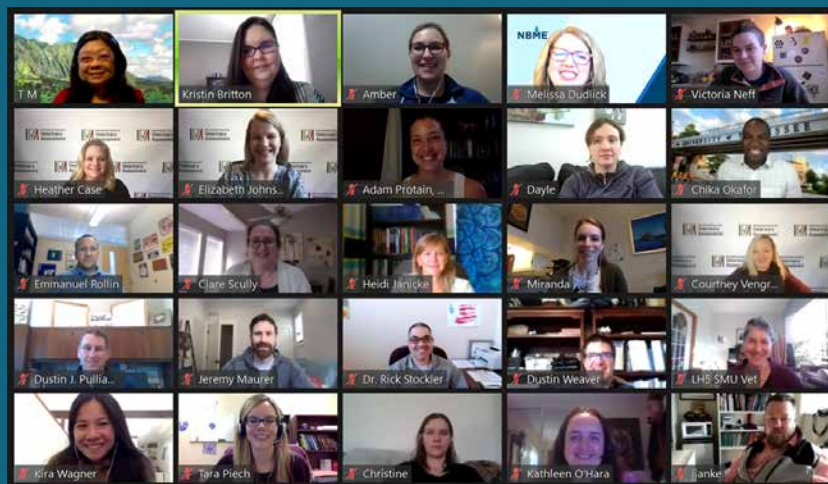 T M
Kristin Britton
Amber
NBME
Melissa Dudlick
Victoria Neff
Heather Case
Elizabeth Johns...
Adam Protain, ...
Dayle
Chika Okafor
Emmanuel Rollin
Clare Scully
Heidi Janicke
Miranda
Courtney Vengr...
Dustin J. Pullia...
Jeremy Maurer
Dr. Rick Stockler
Dustin Weaver
LHS SMU Vet
Kira Wagner
Tara Piech
Christine
Kathleen O'Hara